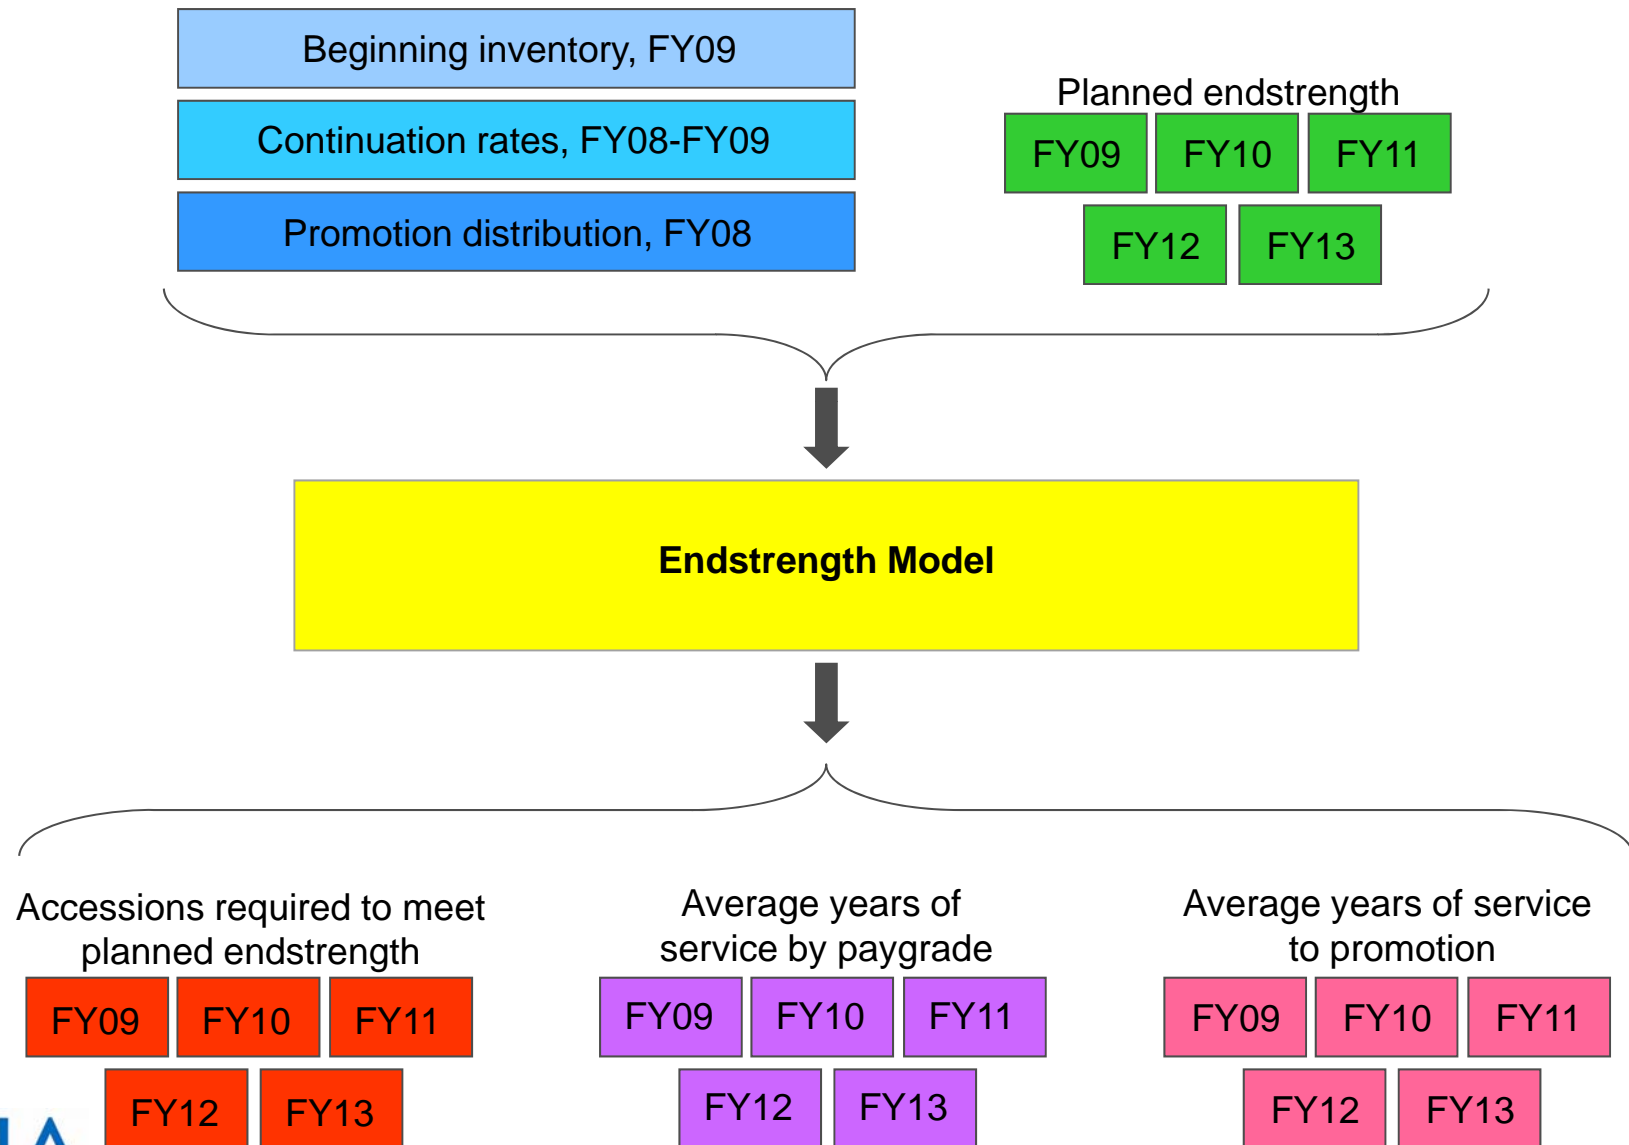 Beginning inventory, FY09
Continuation rates, FY08-FY09
Promotion distribution, FY08
Planned endstrength
FY09 FY10 FY11
FY12 FY13
Endstrength Model
Accessions required to meet
planned endstrength
FY09 FY10 FY11
FY12 FY13
Average years of
service by paygrade
FY09 FY10 FY11
FY12 FY13
Average years of service
to promotion
FY09 FY10 FY11
FY12 FY13